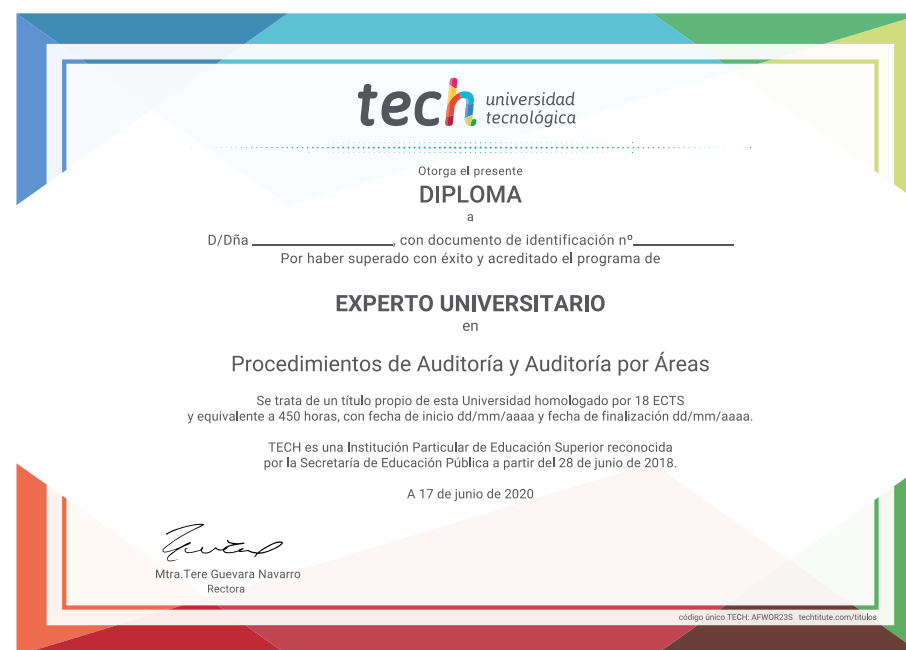 tech universidad
tecnológica
Otorga el presente
DIPLOMA
a
D/Dña , con documento de identificación nº
Por haber superado con éxito y acreditado el programa de
EXPERTO UNIVERSITARIO
en
Procedimientos de Auditoría y Auditoría por Áreas
Se trata de un título propio de esta Universidad homologado por 18 ECTS
y equivalente a 450 horas, con fecha de inicio dd/mm/aaaa y fecha de finalización dd/mm/aaaa.
TECH es una Institución Particular de Educación Superior reconocida
por la Secretaría de Educación Pública a partir del 28 de junio de 2018.
A 17 de junio de 2020
Mtra.Tere Guevara Navarro
Rectora
código único TECH: AFWOR23S techtitute.com/titulos